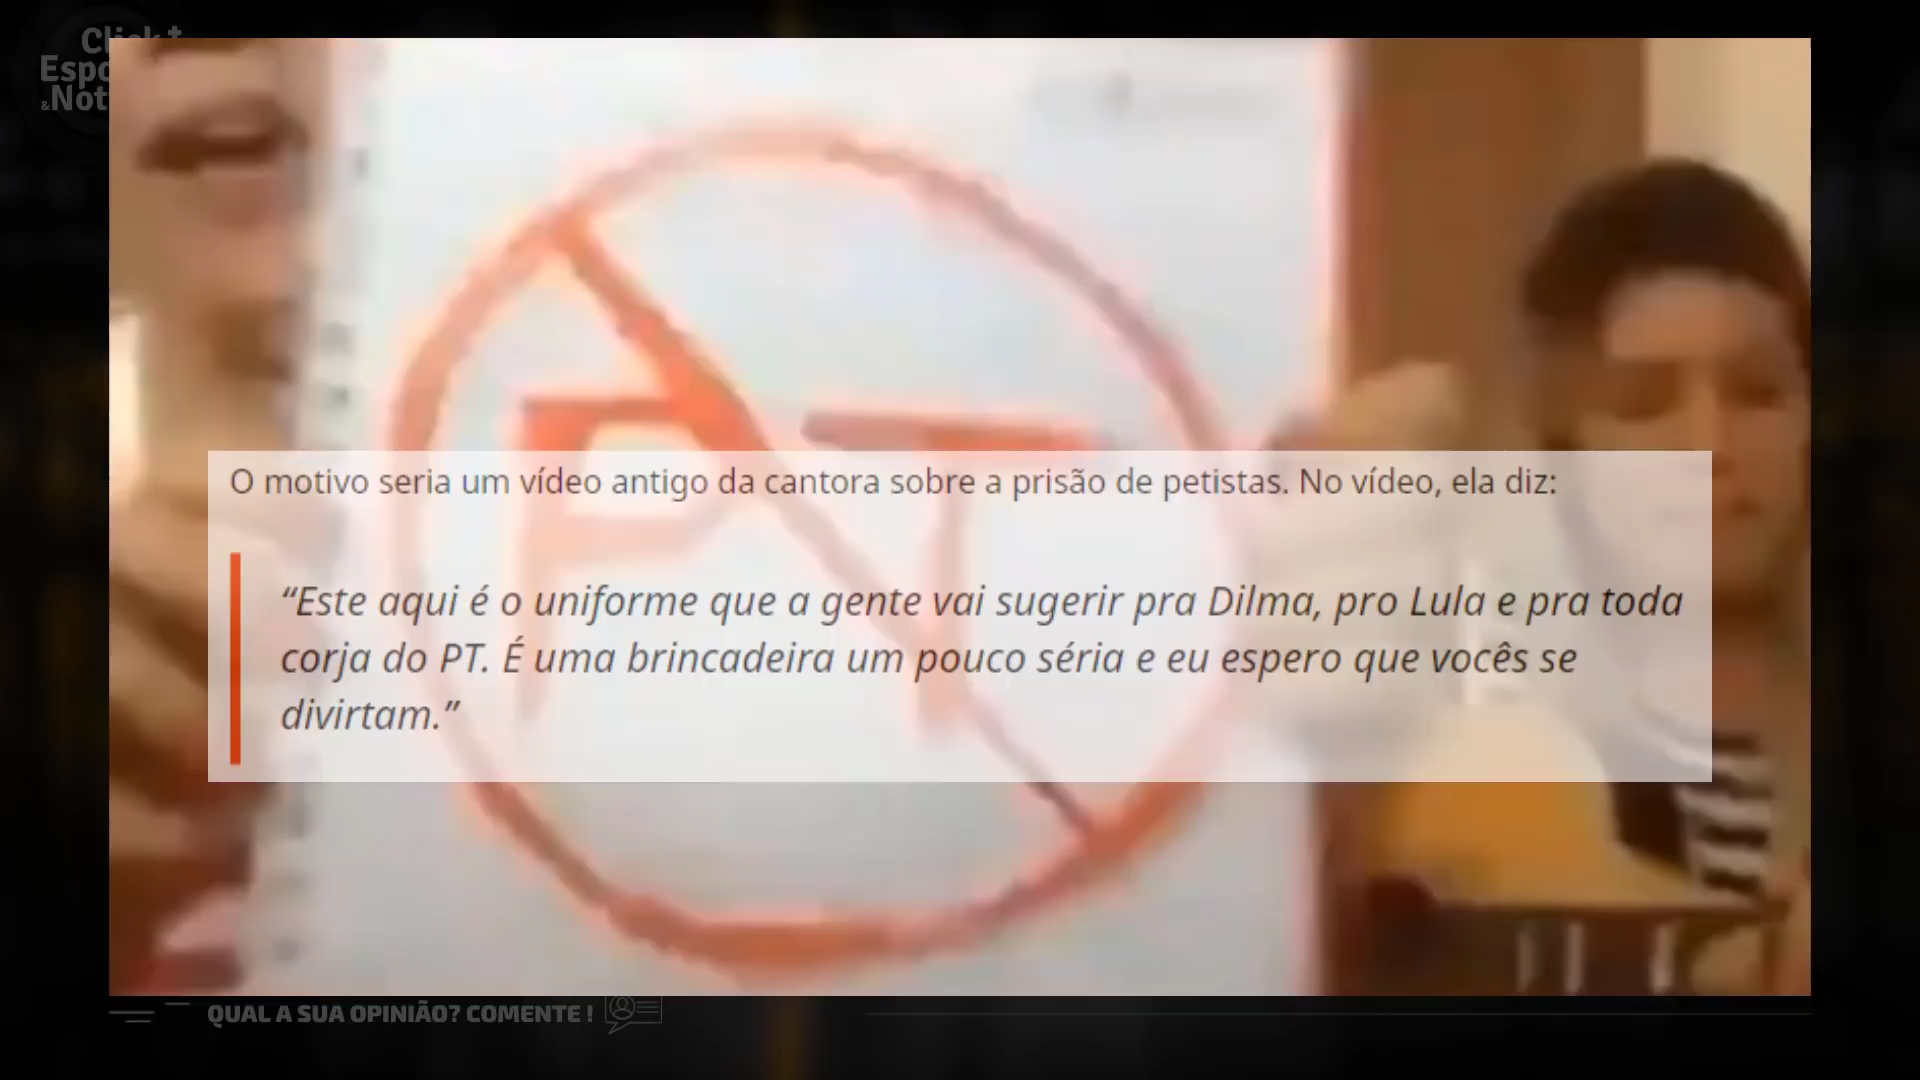 PT
O motivo seria um vídeo antigo da cantora sobre a prisão de petistas. No vídeo, ela diz:
“Este aqui é o uniforme que a gente vai sugerir pra Dilma, pro Lula e pra toda
corja do PT. É uma brincadeira um pouco séria e eu espero que vocês se
divirtam.”
QUAL A SUA OPINIÃO? COMENTE !